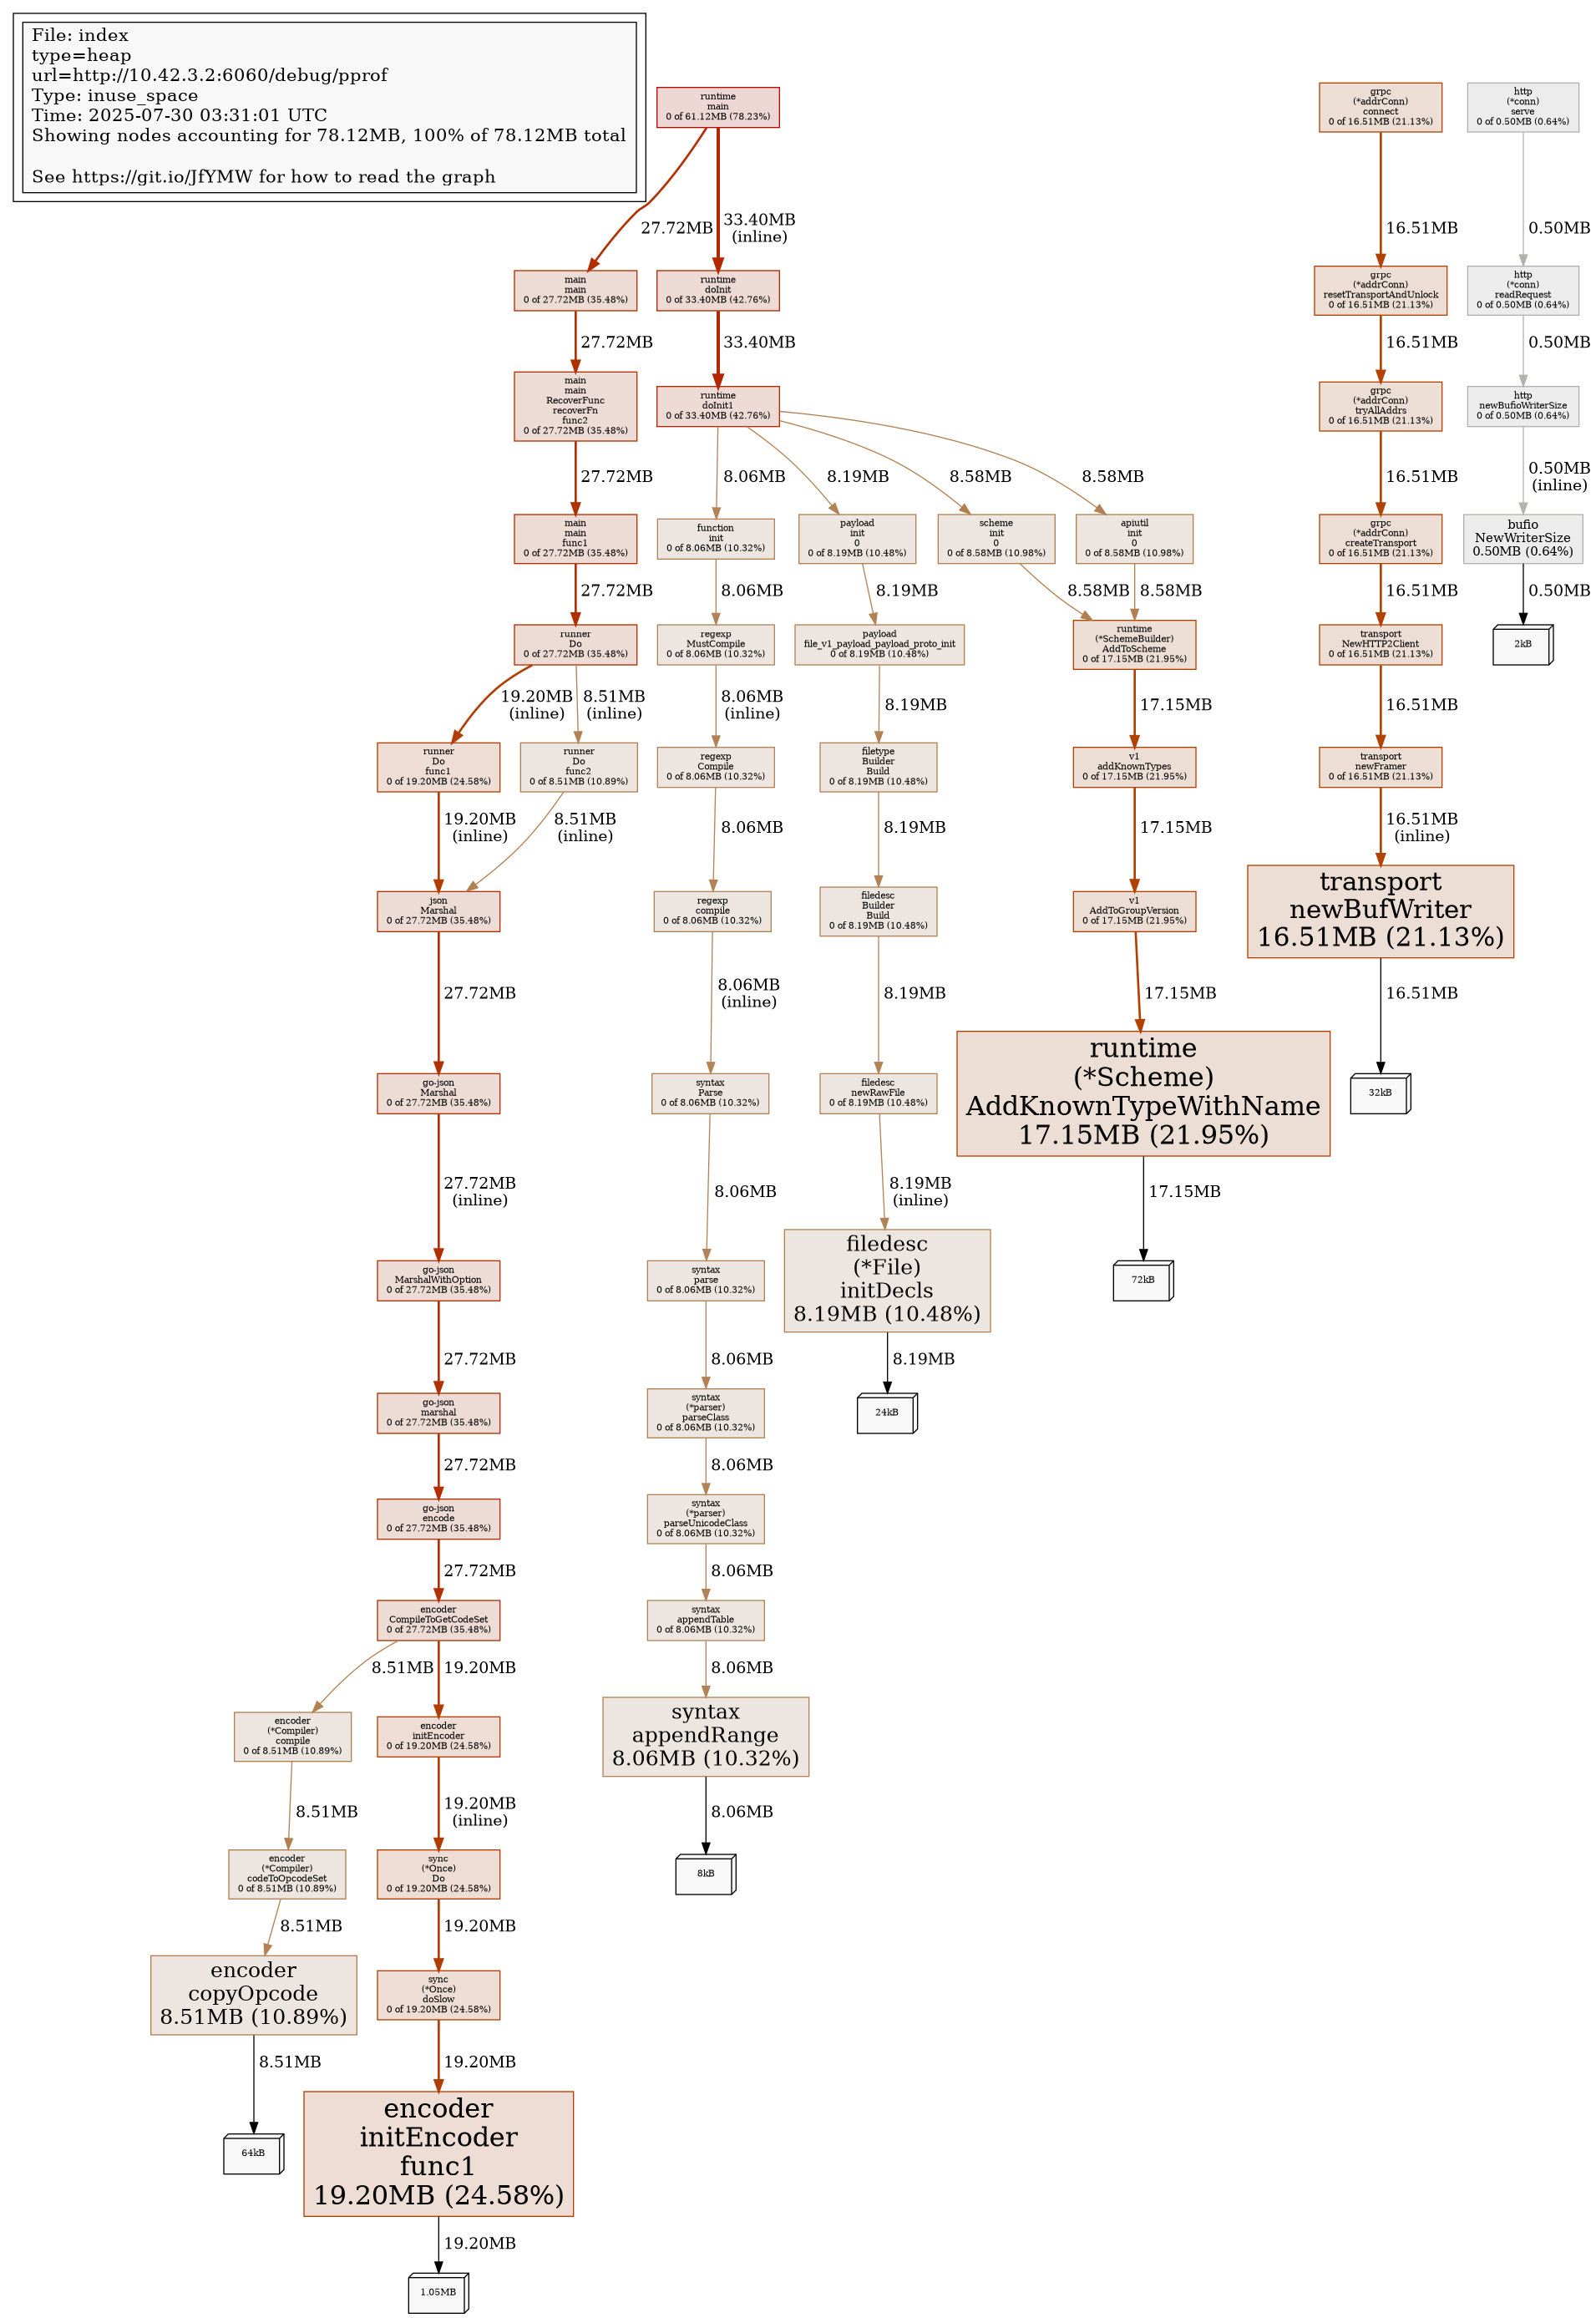 File: index
type=heap
url=http://10.42.3.2:6060/debug/pprof
Type: inuse_space
Time: 2025-07-30 03:31:01 UTC
Showing nodes accounting for 78.12MB, 100% of 78.12MB total
See https://git.io/JfYMW for how to read the graph
runtime
main
0 of 61.12MB (78.23%)
grpc
(*addrConn)
connect
0 of 16.51MB (21.13%)
http
(*conn)
serve
0 of 0.50MB (0.64%)
27.72MB
33.40MB
(inline)
16.51MB
0.50MB
main
main
0 of 27.72MB (35.48%)
runtime
doInit
0 of 33.40MB (42.76%)
grpc
(*addrConn)
resetTransportAndUnlock
0 of 16.51MB (21.13%)
http
(*conn)
readRequest
0 of 0.50MB (0.64%)
27.72MB
33.40MB
16.51MB
0.50MB
main
main
RecoverFunc
recoverFn
func2
0 of 27.72MB (35.48%)
runtime
doInit1
0 of 33.40MB (42.76%)
grpc
(*addrConn)
tryAllAddrs
0 of 16.51MB (21.13%)
http
newBufioWriterSize
0 of 0.50MB (0.64%)
27.72MB
8.06MB
8.19MB
8.58MB
8.58MB
16.51MB
0.50MB
(inline)
main
main
func1
0 of 27.72MB (35.48%)
function
init
0 of 8.06MB (10.32%)
payload
init
0
0 of 8.19MB (10.48%)
scheme
init
0
0 of 8.58MB (10.98%)
apiutil
init
0
0 of 8.58MB (10.98%)
grpc
(*addrConn)
createTransport
0 of 16.51MB (21.13%)
bufio
NewWriterSize
0.50MB (0.64%)
27.72MB
8.06MB
8.19MB
8.58MB
8.58MB
16.51MB
0.50MB
runner
Do
0 of 27.72MB (35.48%)
regexp
MustCompile
0 of 8.06MB (10.32%)
payload
file_v1_payload_payload_proto_init
0 of 8.19MB (10.48%)
runtime
(*SchemeBuilder)
AddToScheme
0 of 17.15MB (21.95%)
transport
NewHTTP2Client
0 of 16.51MB (21.13%)
2kB
19.20MB
(inline)
8.51MB
(inline)
8.06MB
(inline)
8.19MB
17.15MB
16.51MB
runner
Do
func1
0 of 19.20MB (24.58%)
runner
Do
func2
0 of 8.51MB (10.89%)
regexp
Compile
0 of 8.06MB (10.32%)
filetype
Builder
Build
0 of 8.19MB (10.48%)
v1
addKnownTypes
0 of 17.15MB (21.95%)
transport
newFramer
0 of 16.51MB (21.13%)
19.20MB
(inline)
8.51MB
(inline)
8.06MB
8.19MB
17.15MB
16.51MB
(inline)
json
Marshal
0 of 27.72MB (35.48%)
regexp
compile
0 of 8.06MB (10.32%)
filedesc
Builder
Build
0 of 8.19MB (10.48%)
v1
AddToGroupVersion
0 of 17.15MB (21.95%)
transport
newBufWriter
16.51MB (21.13%)
27.72MB
8.06MB
(inline)
8.19MB
17.15MB
16.51MB
go-json
Marshal
0 of 27.72MB (35.48%)
syntax
Parse
0 of 8.06MB (10.32%)
filedesc
newRawFile
0 of 8.19MB (10.48%)
runtime
(*Scheme)
AddKnownTypeWithName
17.15MB (21.95%)
32kB
27.72MB
(inline)
8.06MB
8.19MB
(inline)
17.15MB
go-json
MarshalWithOption
0 of 27.72MB (35.48%)
syntax
parse
0 of 8.06MB (10.32%)
filedesc
(*File)
initDecls
8.19MB (10.48%)
72kB
27.72MB
8.06MB
8.19MB
go-json
marshal
0 of 27.72MB (35.48%)
syntax
(*parser)
parseClass
0 of 8.06MB (10.32%)
24kB
27.72MB
8.06MB
go-json
encode
0 of 27.72MB (35.48%)
syntax
(*parser)
parseUnicodeClass
0 of 8.06MB (10.32%)
27.72MB
8.06MB
encoder
CompileToGetCodeSet
0 of 27.72MB (35.48%)
syntax
appendTable
0 of 8.06MB (10.32%)
8.51MB
19.20MB
8.06MB
encoder
(*Compiler)
compile
0 of 8.51MB (10.89%)
encoder
initEncoder
0 of 19.20MB (24.58%)
syntax
appendRange
8.06MB (10.32%)
8.51MB
19.20MB
(inline)
8.06MB
encoder
(*Compiler)
codeToOpcodeSet
0 of 8.51MB (10.89%)
sync
(*Once)
Do
0 of 19.20MB (24.58%)
8kB
8.51MB
19.20MB
encoder
copyOpcode
8.51MB (10.89%)
sync
(*Once)
doSlow
0 of 19.20MB (24.58%)
8.51MB
19.20MB
64kB
encoder
initEncoder
func1
19.20MB (24.58%)
19.20MB
1.05MB